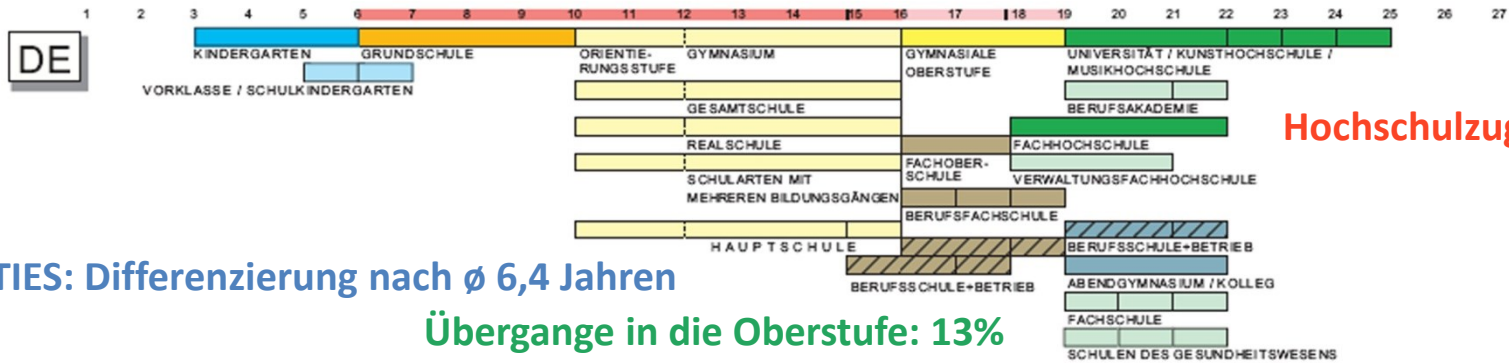 1 2 3 4 5 6 7 8 9 10 11 12 13 14 15 16 17 18 19 20 21 22 23 24 25 26 27
DE
KINDERGARTEN
GRUNDSCHULE
ORIENTIE-
RUNGSSTUFE
GYMNASIUM
GYMNASIALE
OBERSTUFE
UNIVERSITÄT / KUNSTHOCHSCHULE /
MUSIKHOCHSCHULE
VORKLASSE / SCHULKINDERGARTEN
GESAMTSCHULE
BERUFSAKADEMIE
Hochschulzug
REALSCHULE
FACHHOCHSCHULE
FACHOBER-
SCHULE
SCHULARTEN MIT
MEHREREN BILDUNGSGÄNGEN
VERWALTUNGSFACHHOCHSCHULE
BERUFSFACHSCHULE
HAUPTSCHULE
BERUFSSCHULE+BETRIEB
TIES: Differenzierung nach ø 6,4 Jahren
BERUFSSCHULE+BETRIEB
ABENDGYMNASIUM / KOLLEG
Übergange in die Oberstufe: 13%
FACHSCHULE
SCHULEN DES GESUNDHEITSWESENS